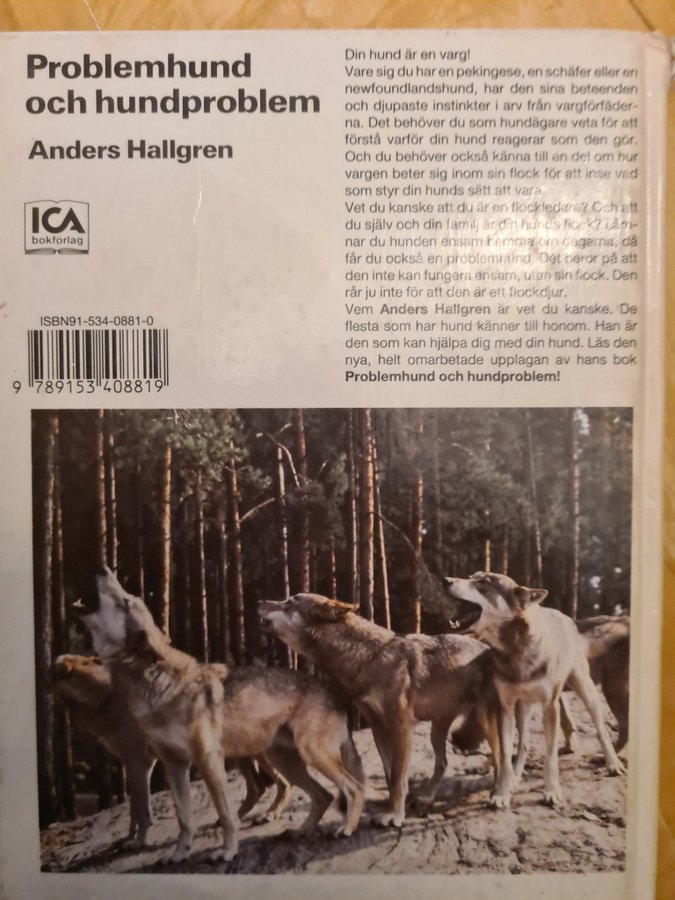 Problemhund
och hundproblem
Anders Hallgren
ICA
bokförlag
ISBN91-534-0881-0
9 789153 408819
Din hund är en varg!
Vare sig du har en pekingese, en schäfer eller en
newfoundlandshund, har den sina beteenden
och djupaste instinkter i arv från vargförfäder-
na. Det behöver du som hundägare veta för att
förstå varför din hund reagerar som den gör.
Och du behöver också känna till en del om hur
vargen beter sig inom sin flock för att inse vad
som styr din hunds sätt att vara.
Vet du kanske att du är en flockledare? Och att
du själv och din familj är din hunds flock? Läm-
nar du hunden ensam hemma om dagarna, då
får du också en problemhund. Det beror på att
den inte kan fungera ensam, utan sin flock. Den
rår ju inte för att den är ett flockdjur.
Vem Anders Hallgren är vet du kanske. De
flesta som har hund känner till honom. Han är
den som kan hjälpa dig med din hund. Läs den
nya, helt omarbetade upplagan av hans bok
Problemhund och hundproblem!